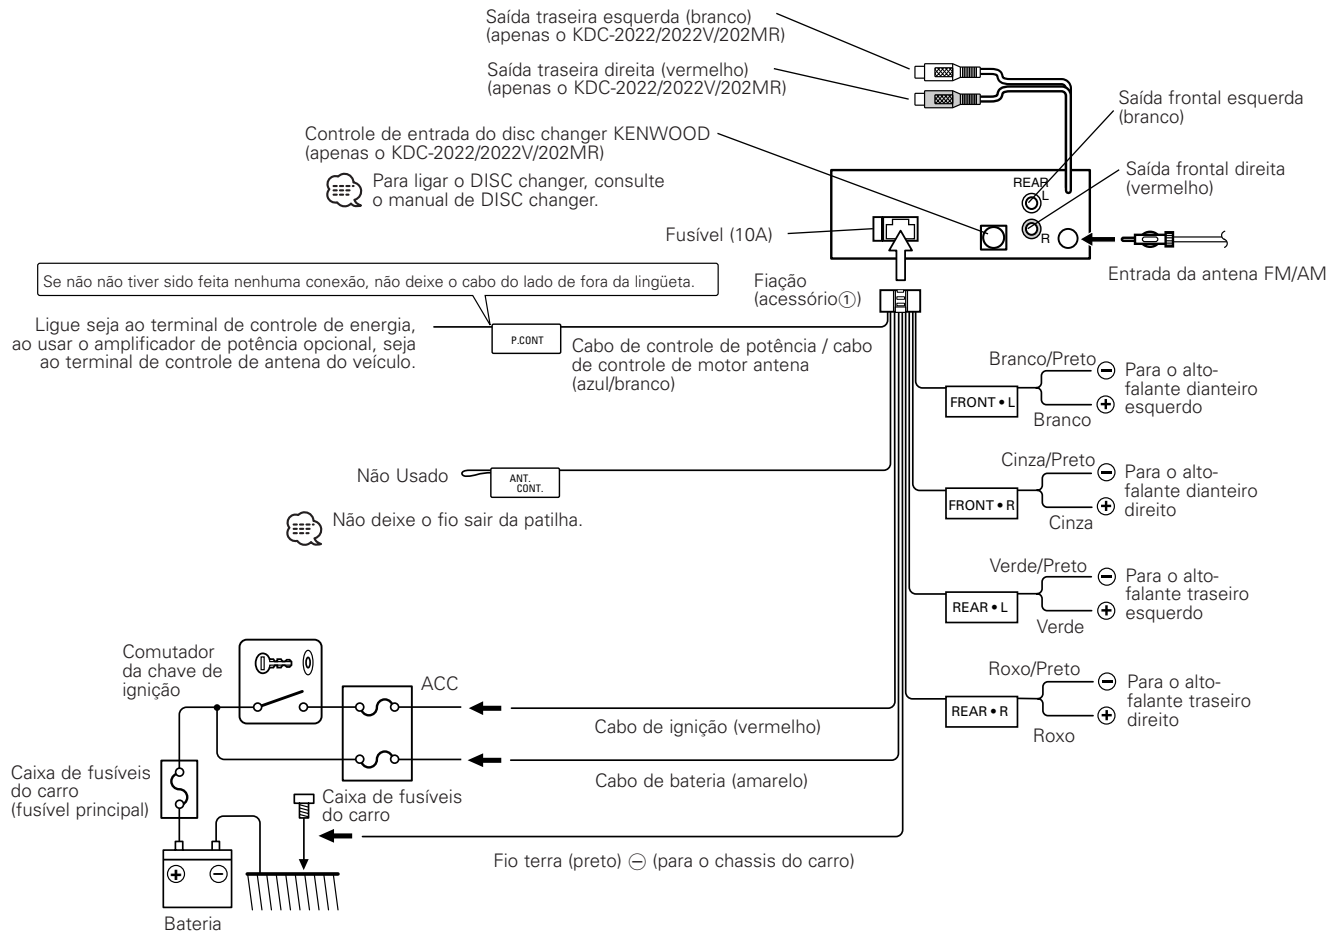 Saída traseira esquerda (branco)
(apenas o KDC-2022/2022V/202MR)
Saída traseira direita (vermelho)
(apenas o KDC-2022/2022V/202MR)
Saída frontal esquerda
(branco)
Controle de entrada do disc changer KENWOOD
(apenas o KDC-2022/2022V/202MR)
Para ligar o DISC changer, consulte
o manual de DISC changer.
Saída frontal direita
(vermelho)
REAR
L
R
Fusível (10A)
Entrada da antena FM/AM
Fiação
(acessório①)
Se não não tiver sido feita nenhuma conexão, não deixe o cabo do lado de fora da lingüeta.
Ligue seja ao terminal de controle de energia,
ao usar o amplificador de potência opcional, seja
ao terminal de controle de antena do veículo.
P.CONT
Cabo de controle de potência / cabo
de controle de motor antena
(azul/branco)
Branco/Preto
⊖
FRONT • L
Branco
⊕
Para o alto-
falante dianteiro
esquerdo
Não Usado
ANT.
CONT.
Não deixe o fio sair da patilha.
Cinza/Preto
⊖
FRONT • R
Cinza
⊕
Para o alto-
falante dianteiro
direito
Verde/Preto
⊖
REAR • L
Verde
⊕
Para o alto-
falante traseiro
esquerdo
Roxo/Preto
⊖
REAR • R
Roxo
⊕
Para o alto-
falante traseiro
direito
Comutador
da chave de
ignição
ACC
Cabo de ignição (vermelho)
Cabo de bateria (amarelo)
Caixa de fusíveis
do carro
(fusível principal)
Caixa de fusíveis
do carro
Fio terra (preto) ⊖ (para o chassis do carro)
⊕ ⊖
Bateria